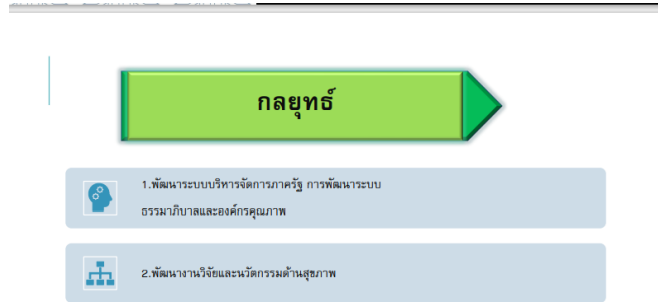 กลยุทธ์
1.พัฒนาระบบบริหารจัดการภาครัฐ การพัฒนาระบบ
ธรรมาภิบาลและองค์กรคุณภาพ
2.พัฒนางานวิจัยและนวัตกรรมด้านสุขภาพ